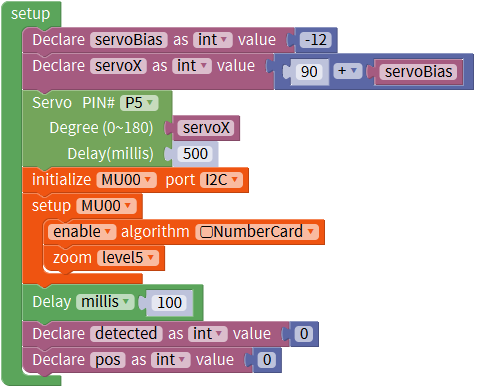 setup
Declare servoBias as int value -12
Declare servoX as int value 90 + servoBias
Servo PIN# P5
Degree (0~180) servoX
Delay(millis) 500
initialize MU00 port I2C
setup MU00
enable algorithm NumberCard
zoom level5
Delay millis 100
Declare detected as int value 0
Declare pos as int value 0